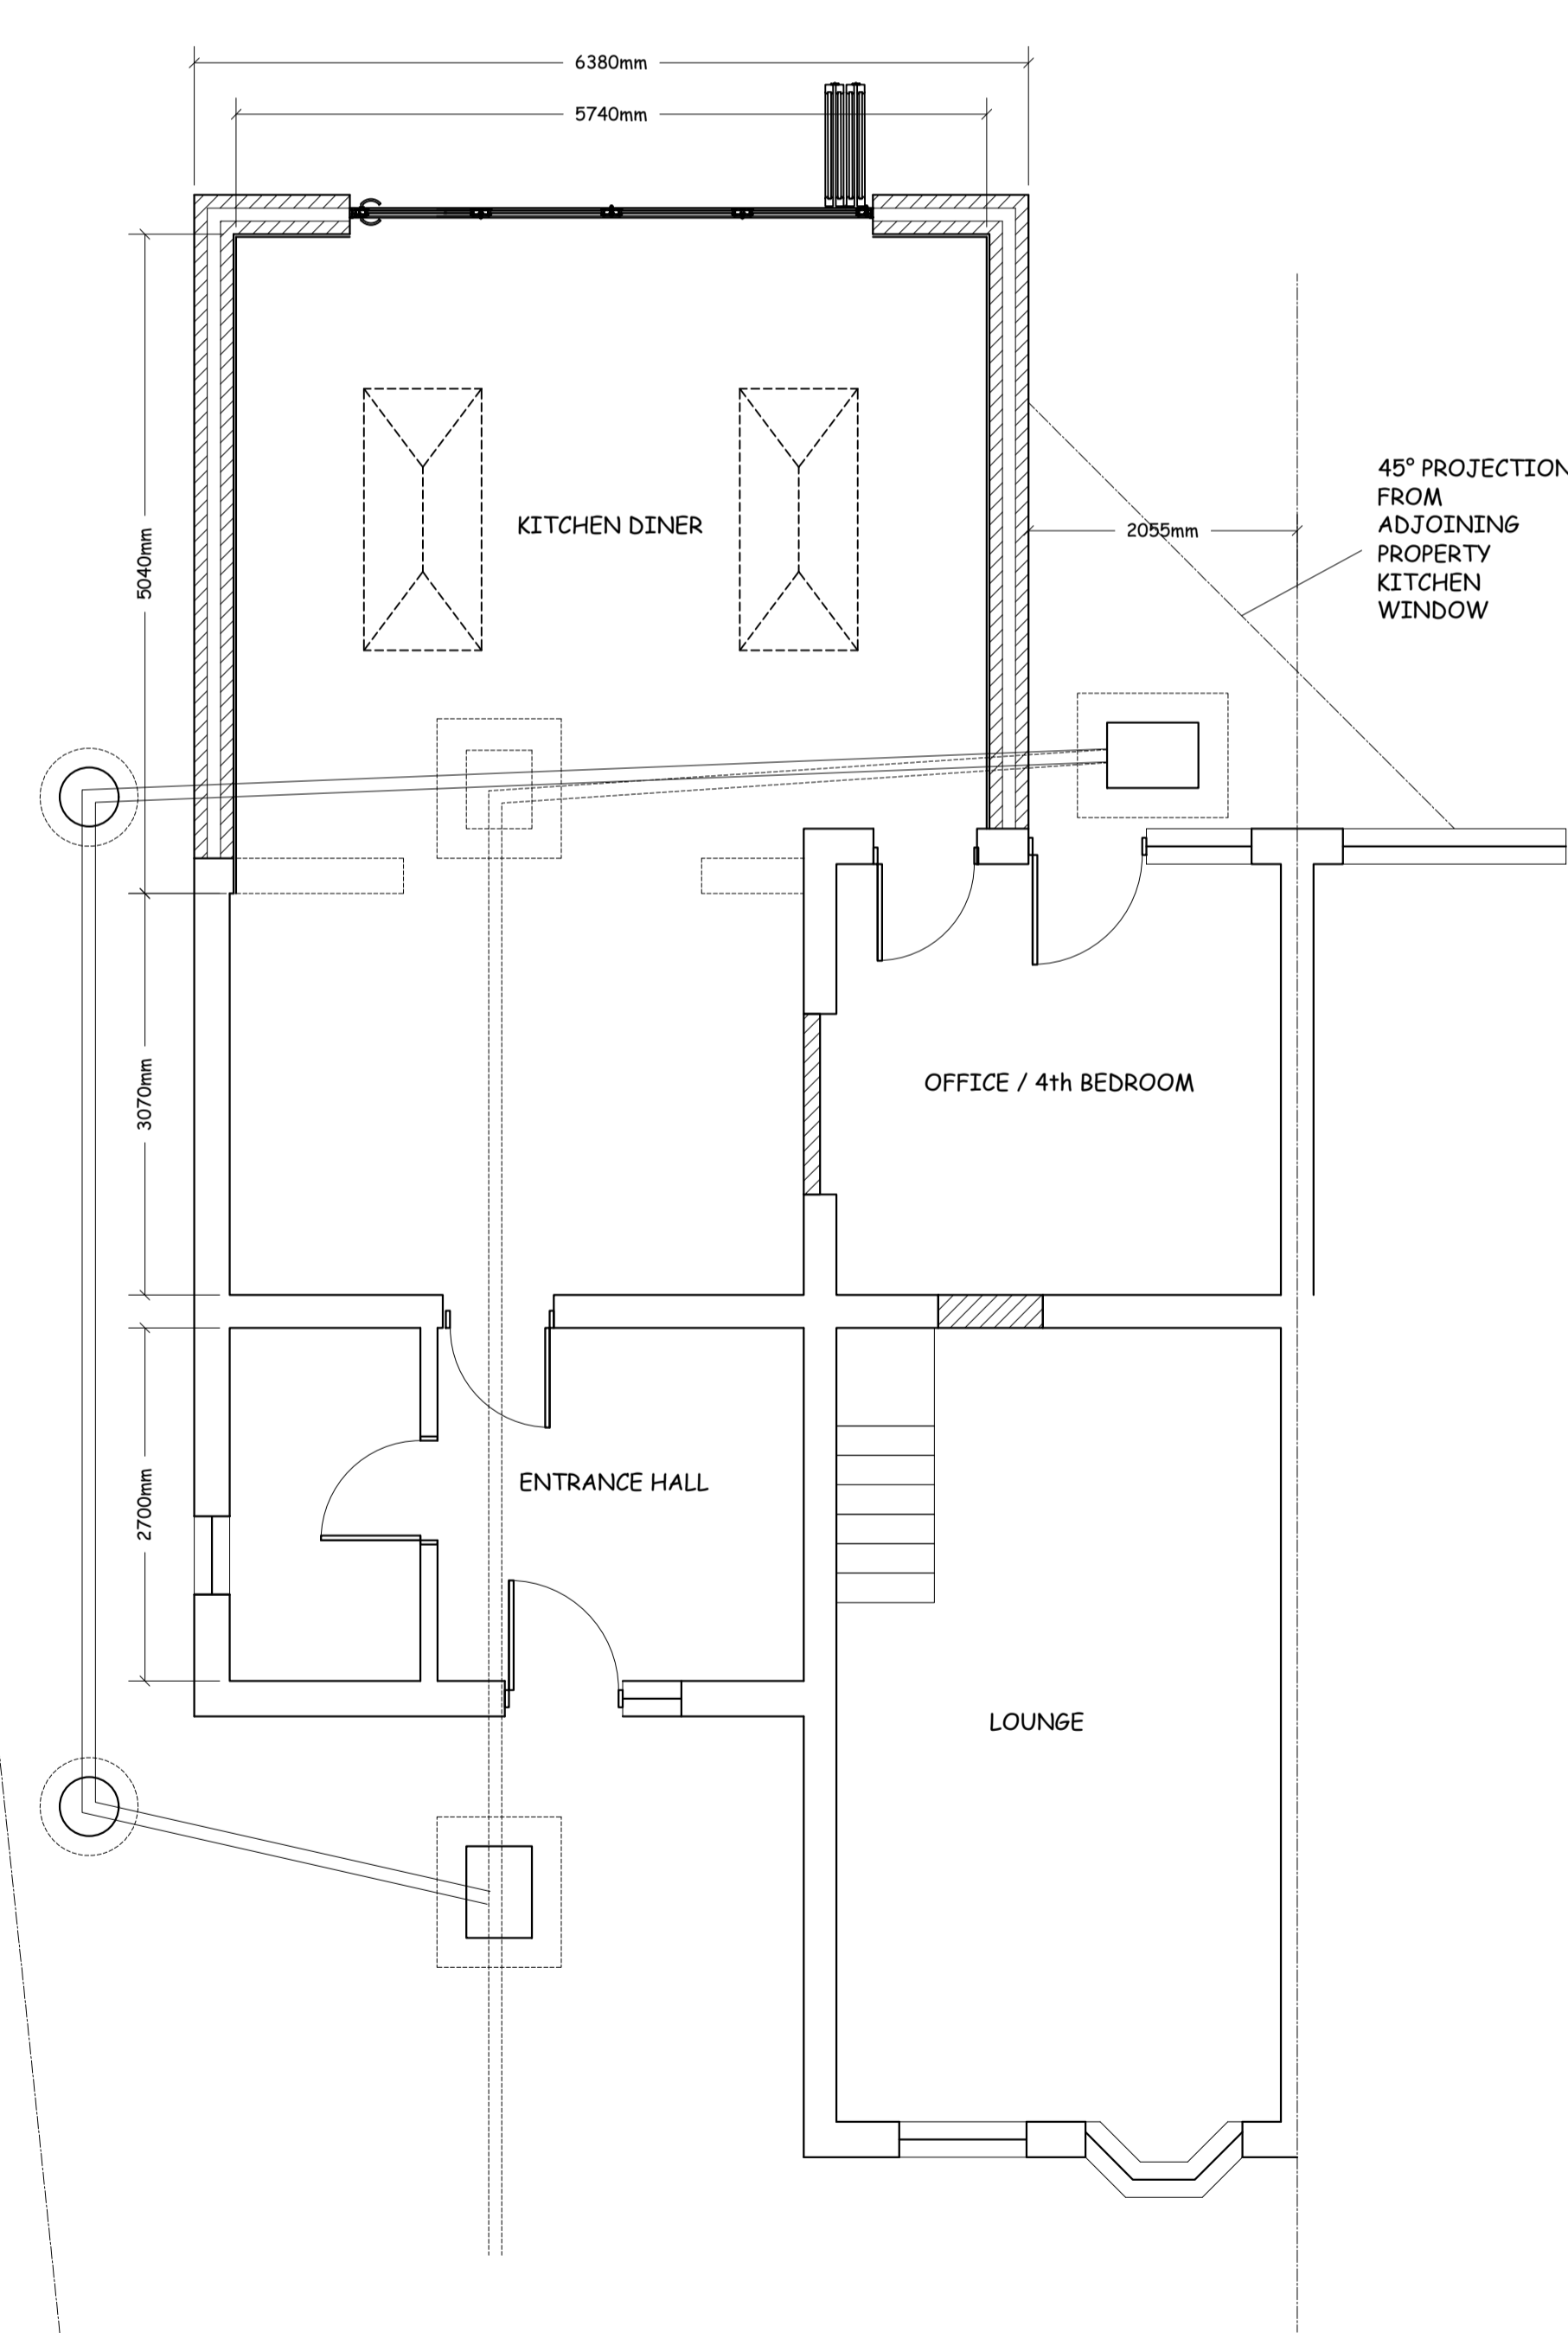 6380mm
5740mm
45° PROJECTION
FROM
ADJOINING
PROPERTY
KITCHEN
WINDOW
KITCHEN DINER
2055mm
5040mm
3070mm
OFFICE / 4th BEDROOM
ENTRANCE HALL
2700mm
LOUNGE